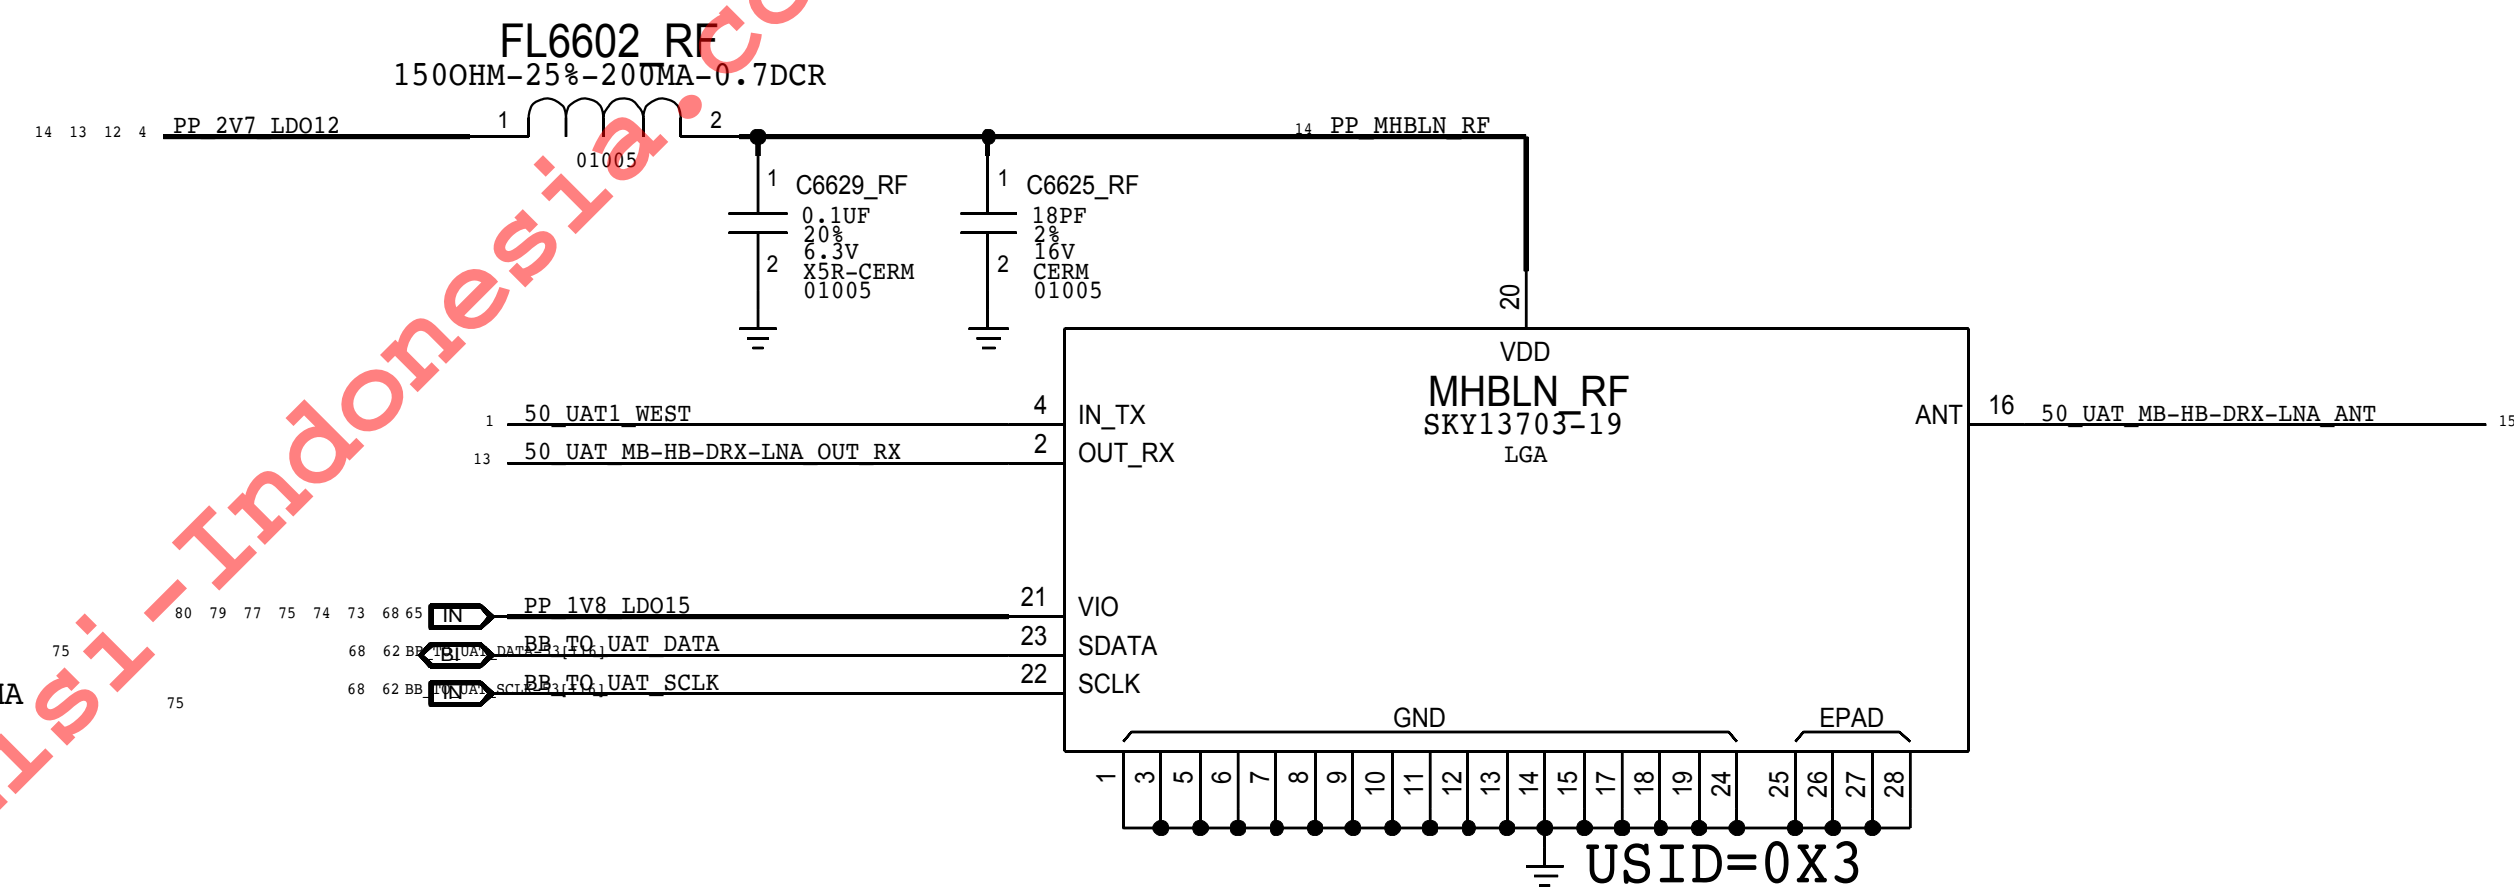 FL6602_RF
150OHM-25%-200MA-0.7DCR
14 13 12 4 PP_2V7_LDO12 1 2 14 PP_MHBLN_RF
01005
1 C6629_RF
0.1UF
20%
6.3V
2 X5R-CERM
01005
1 C6625_RF
18PF
2%
16V
2 CERM
01005
20
VDD
MHBLN_RF
SKY13703-19
LGA
1 50_UAT1_WEST 4 IN_TX
13 50_UAT_MB-HB-DRX-LNA_OUT_RX 2 OUT_RX
ANT 16 50_UAT_MB-HB-DRX-LNA_ANT 15
80 79 77 75 74 73 68 65 IN PP_1V8_LDO15 21 VIO
75 68 62 BI BB_TO_UAT_DATA 23 SDATA
75 68 62 IN BB_TO_UAT_SCLK 22 SCLK
GND EPAD
1 3 5 6 7 8 9 10 11 12 13 14 15 17 18 19 24 25 26 27 28
USID=0X3
lsi-Indonesia.co